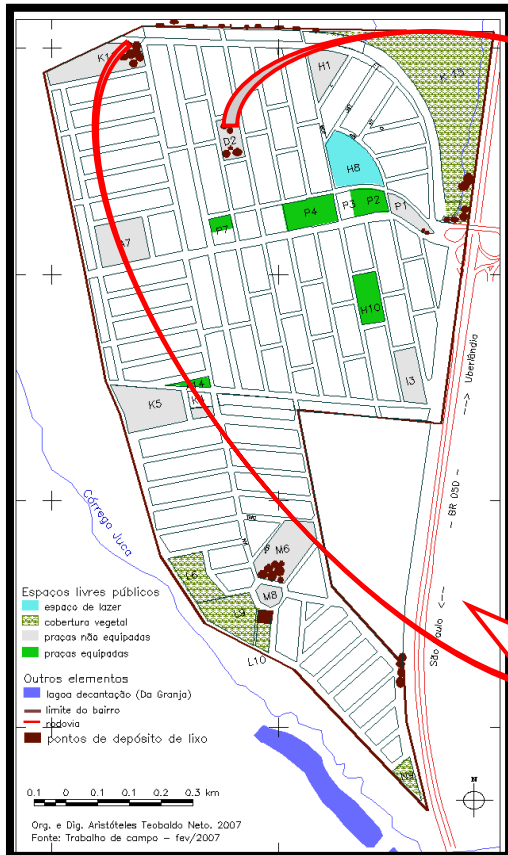 K1
H1
D2
H8
P1
P2
P3
P4
P7
H10
I3
K5
M6
M8
L6
L10
Córrego Juca
Uberlândia
BR 050
São Paulo
Espaços livres públicos
espaço de lazer
cobertura vegetal
praças não equipadas
praças equipadas
Outros elementos
lagoa decantação (Da Granja)
limite do bairro
rodovia
pontos de depósito de lixo
0.1 0 0.1 0.2 0.3 km
N
Org. e Dig. Aristóteles Teobaldo Neto. 2007
Fonte: Trabalho de campo – fev/2007